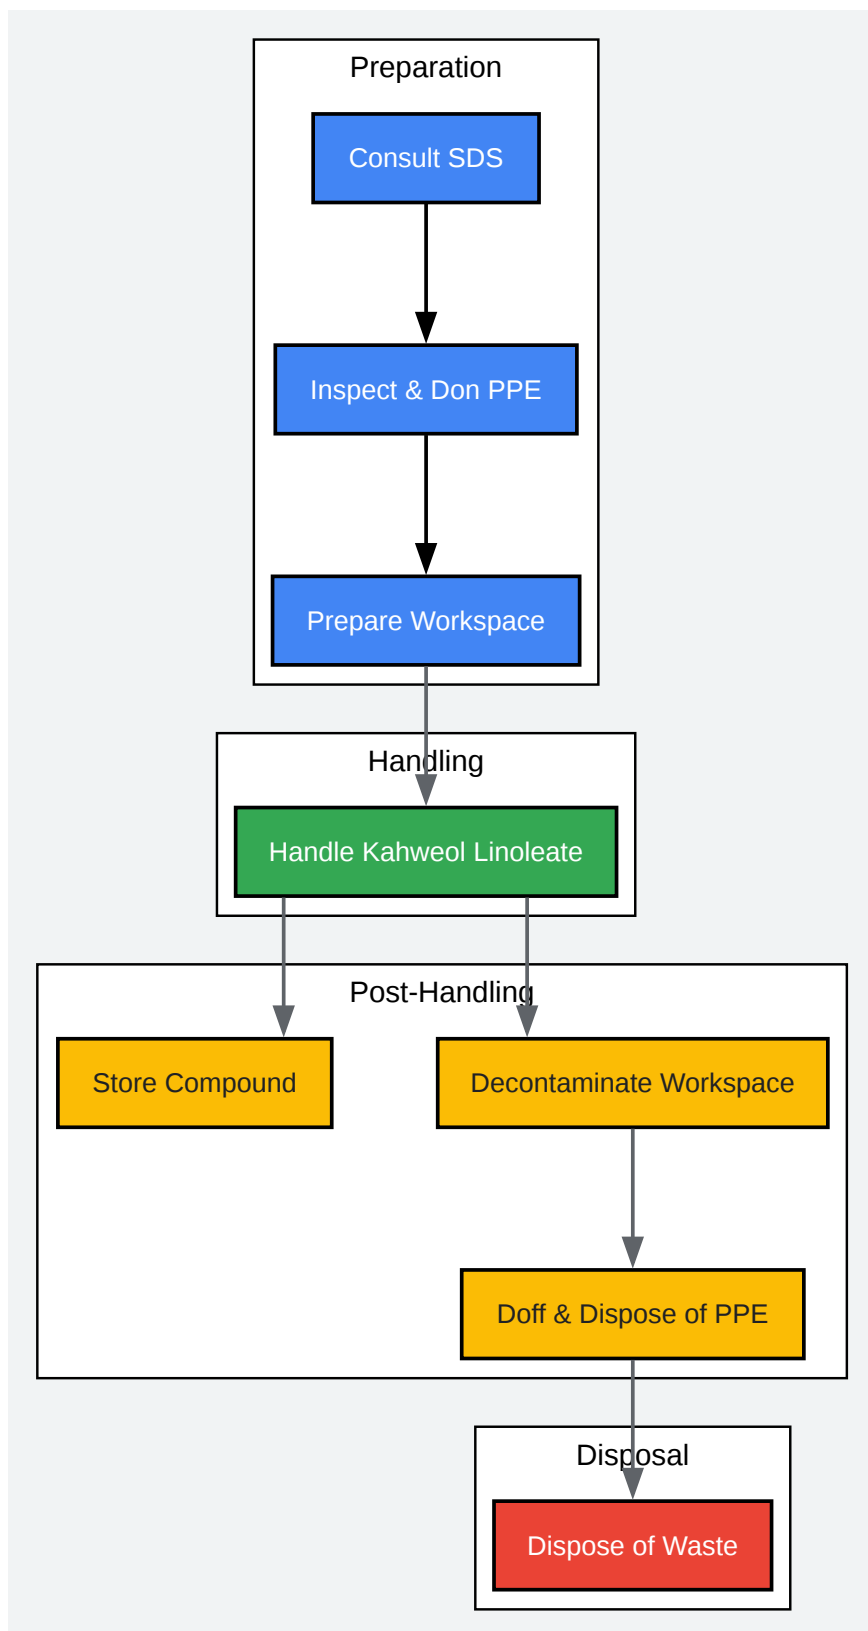 Preparation
Consult SDS
Inspect & Don PPE
Prepare Workspace
Handling
Handle Kahweol Linoleate
Post-Handling
Store Compound
Decontaminate Workspace
Doff & Dispose of PPE
Disposal
Dispose of Waste